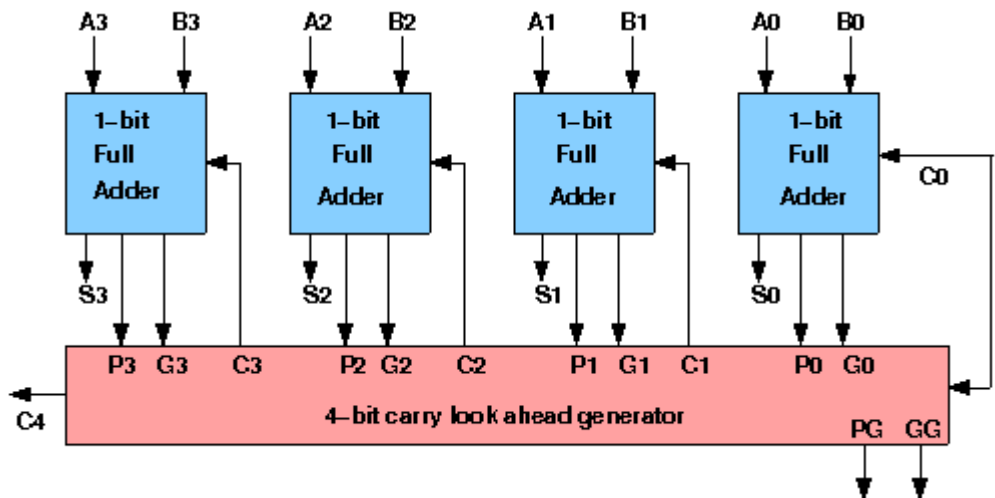 A3 B3 A2 B2 A1 B1 A0 B0
1-bit
Full
Adder
1-bit
Full
Adder
1-bit
Full
Adder
1-bit
Full
Adder
C0
S3 S2 S1 S0
P3 G3 C3 P2 G2 C2 P1 G1 C1 P0 G0
C4
4-bit carry look ahead generator
PG GG